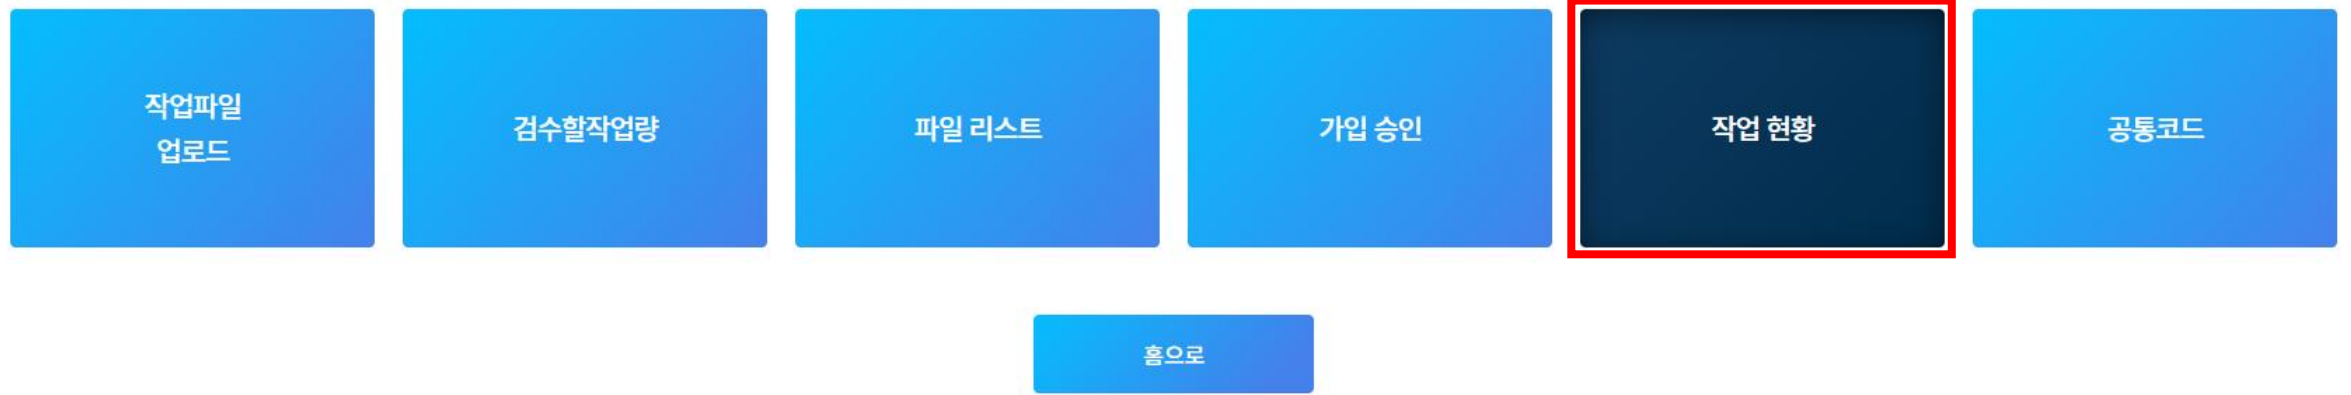 작업파일
업로드
검수할작업량
파일 리스트
가입 승인
작업 현황
공통코드
홈으로